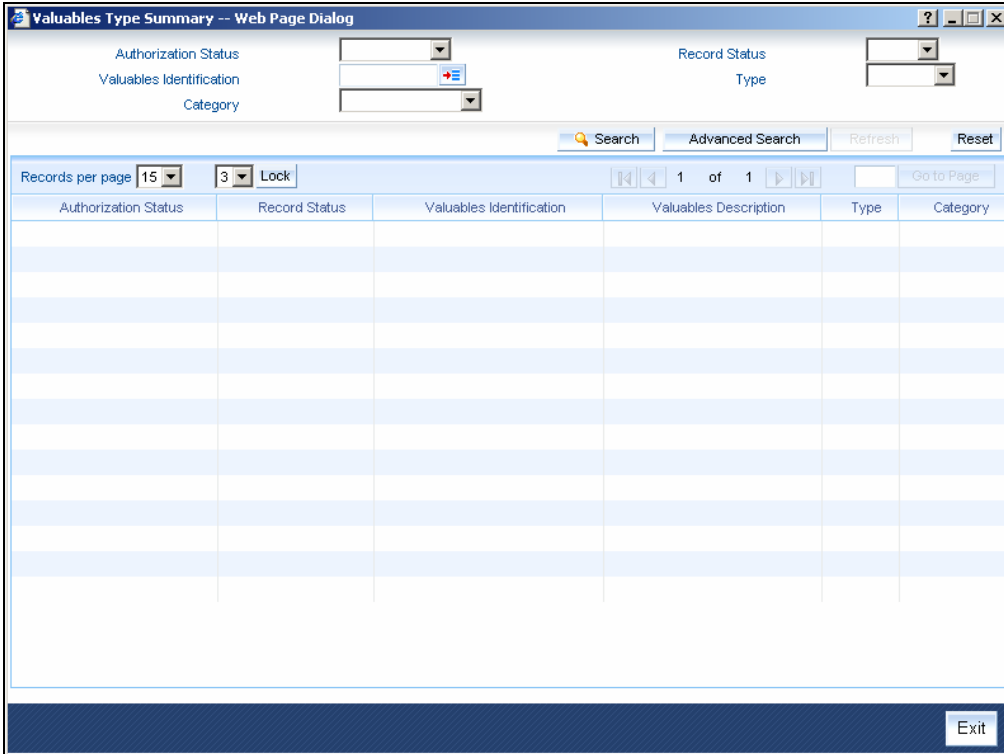 Valuables Type Summary -- Web Page Dialog ? X
Authorization Status Record Status
Valuables Identification Type
Category
Search Advanced Search Refresh Reset
Records per page 15 3 Lock 1 of 1 Go to Page
Authorization Status Record Status Valuables Identification Valuables Description Type Category
Exit